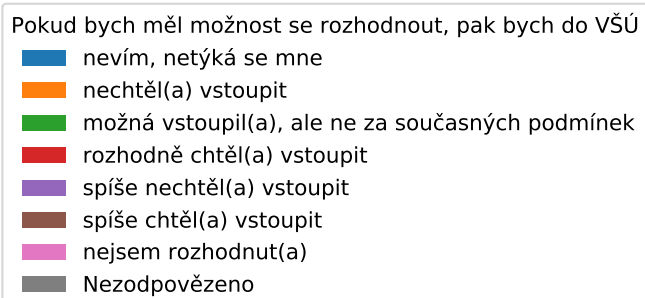 Pokud bych měl možnost se rozhodnout, pak bych do VŠÚ
nevím, netýká se mne
nechtěl(a) vstoupit
možná vstoupil(a), ale ne za současných podmínek
rozhodně chtěl(a) vstoupit
spíše nechtěl(a) vstoupit
spíše chtěl(a) vstoupit
nejsem rozhodnut(a)
Nezodpovězeno